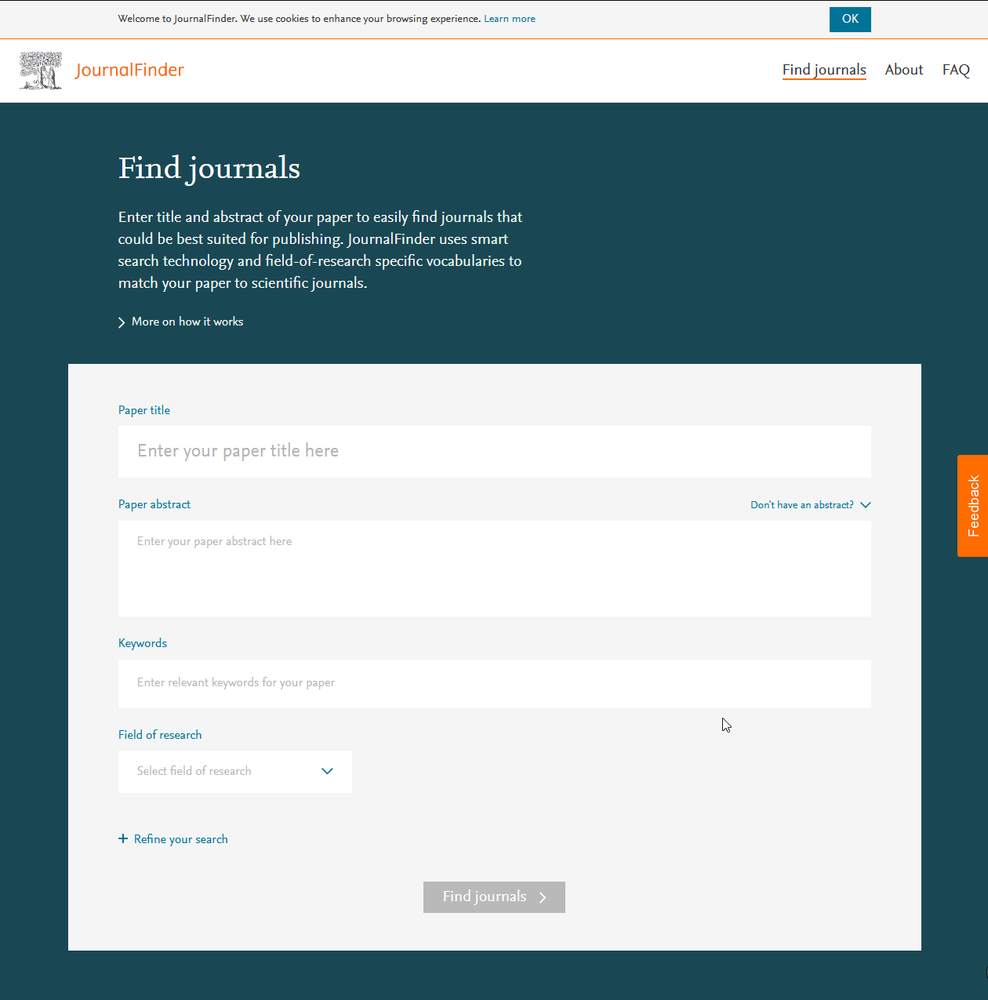 Welcome to JournalFinder. We use cookies to enhance your browsing experience. Learn more
OK
JournalFinder
Find journals
About
FAQ
Find journals
Enter title and abstract of your paper to easily find journals that
could be best suited for publishing. JournalFinder uses smart
search technology and field-of-research specific vocabularies to
match your paper to scientific journals.
More on how it works
Paper title
Enter your paper title here
Paper abstract
Don't have an abstract?
Enter your paper abstract here
Keywords
Enter relevant keywords for your paper
Field of research
Select field of research
+ Refine your search
Find journals
Feedback